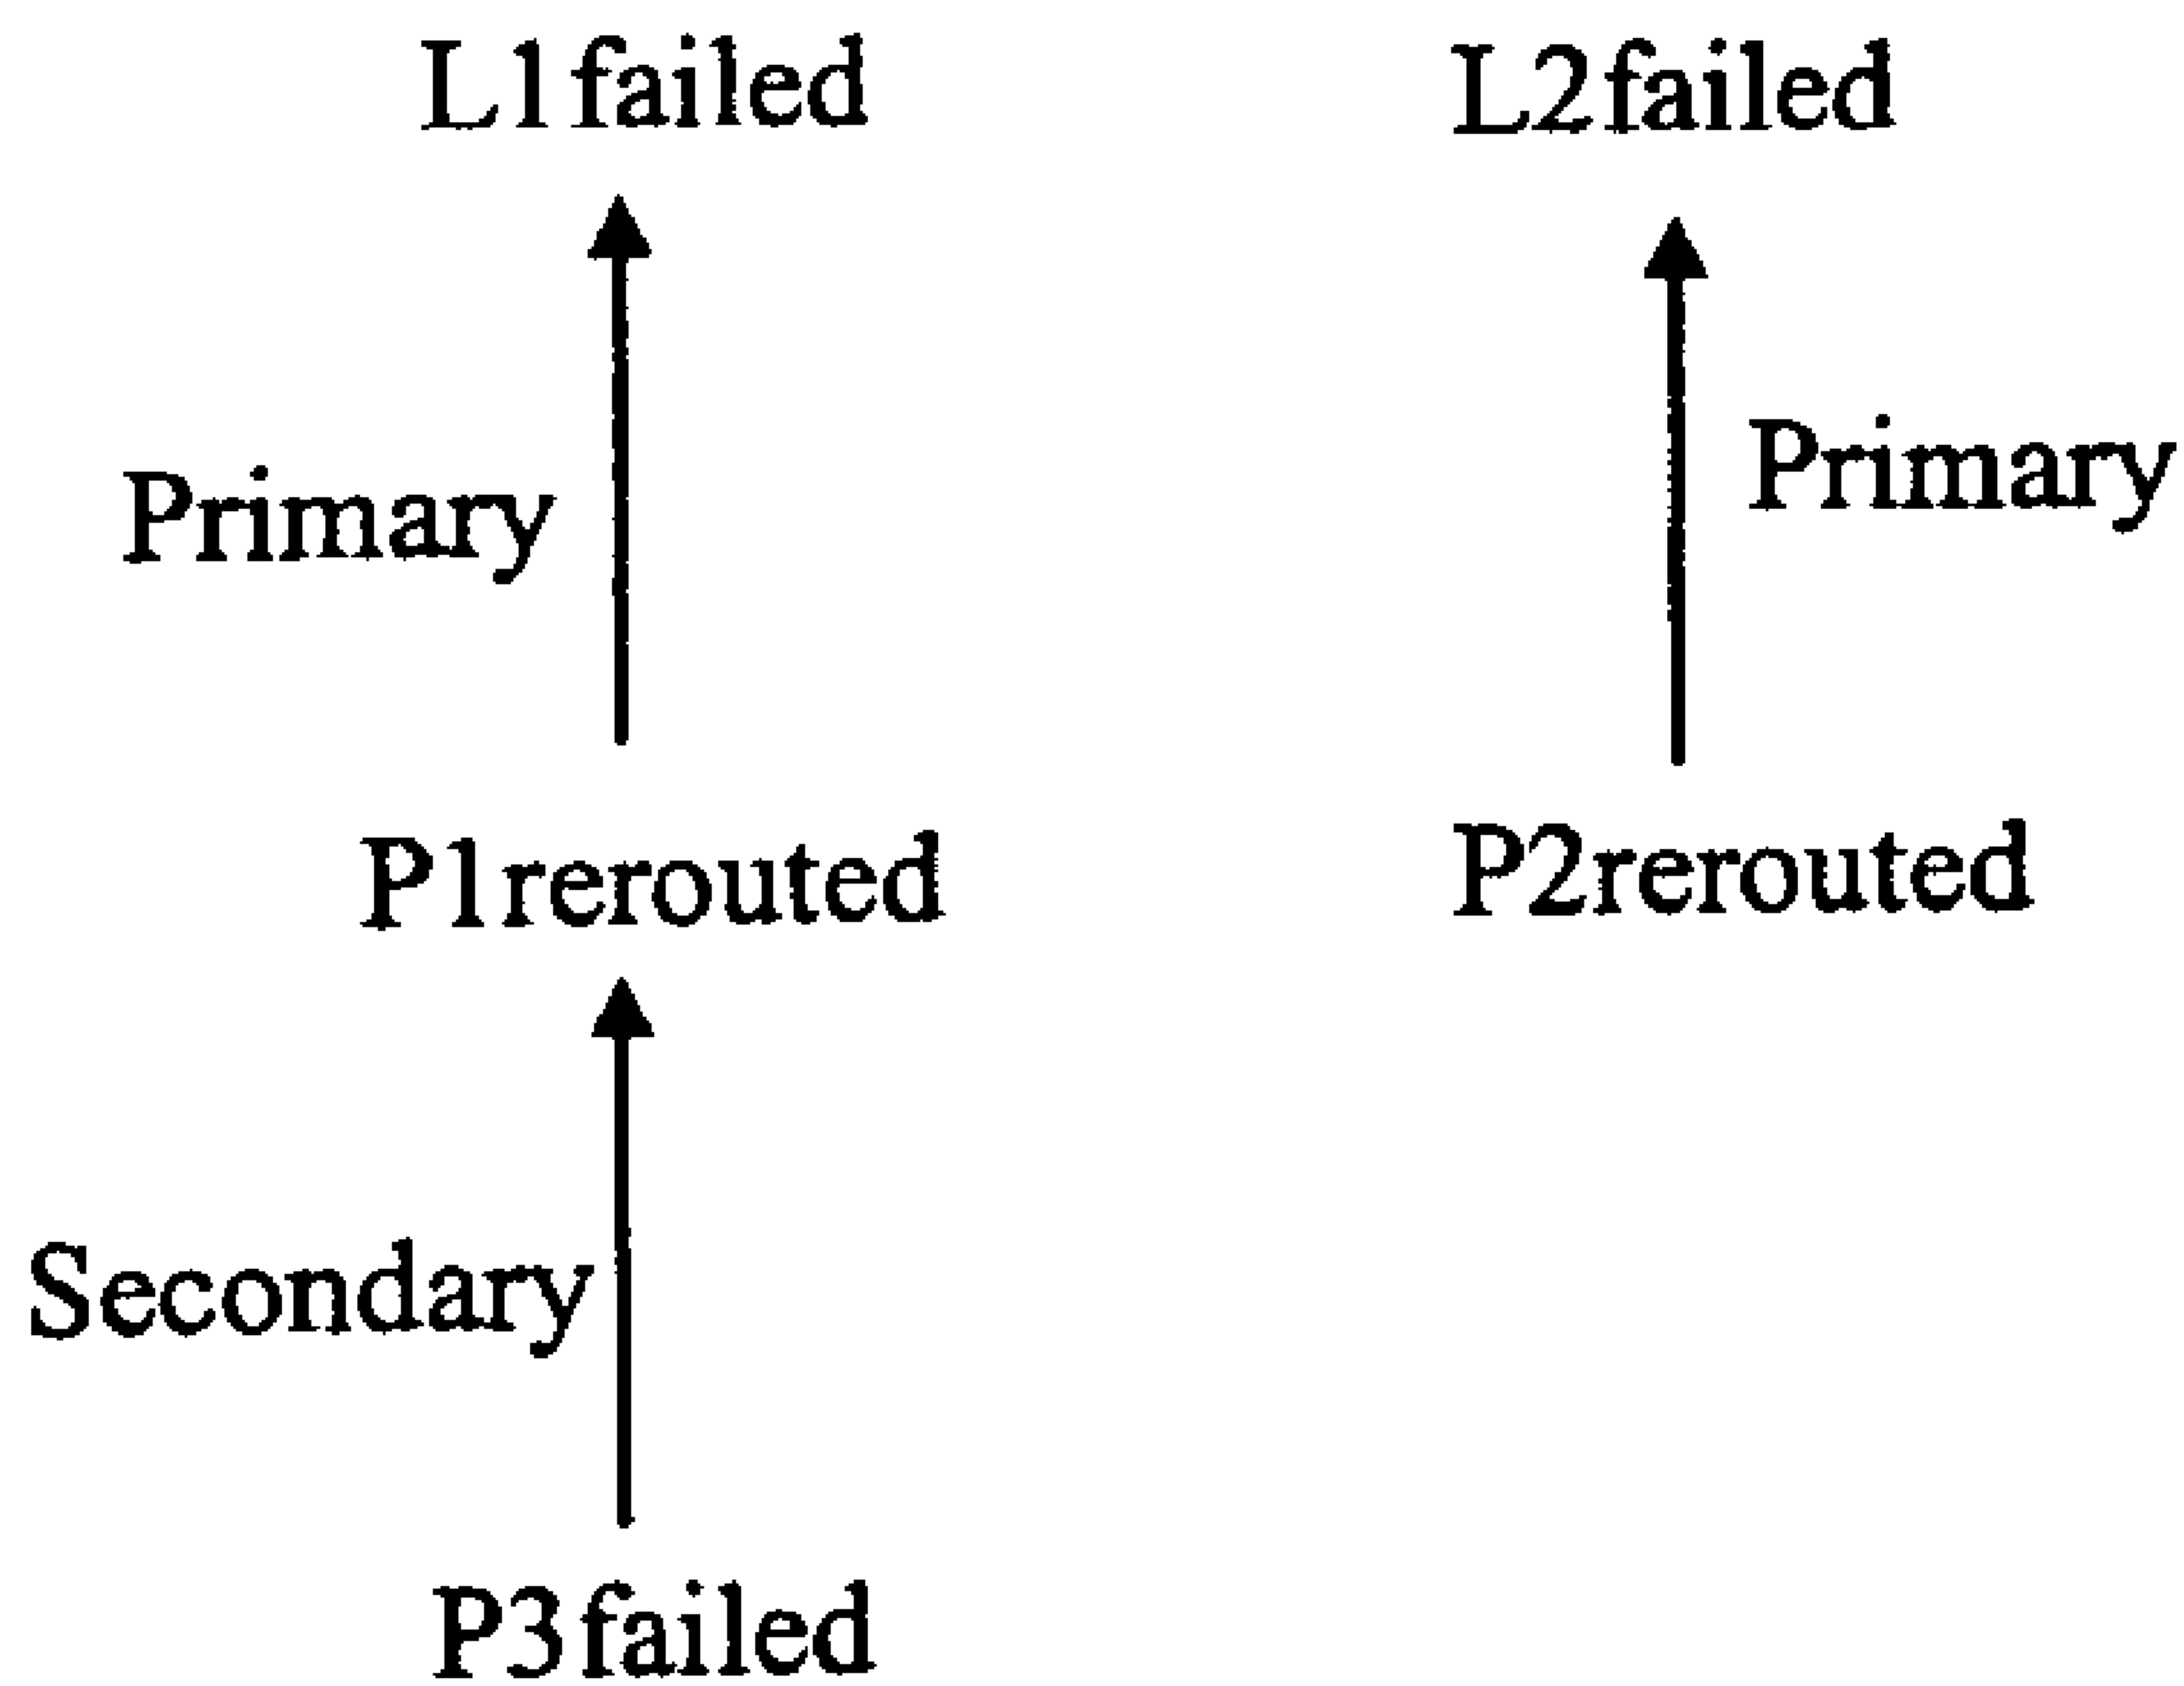 L1failed L2failed
Primary Primary
P1rerouted P2rerouted
Secondary
P3failed